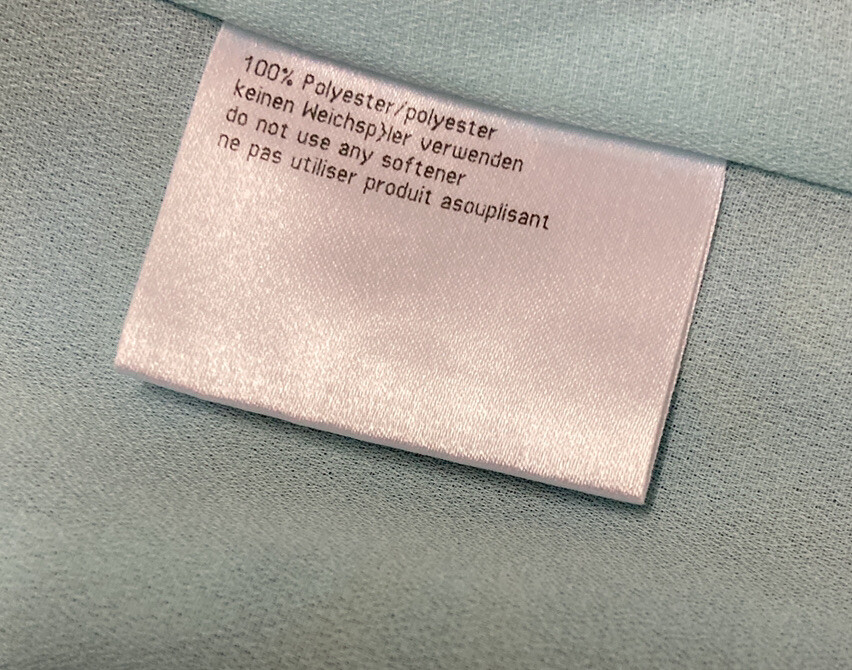 100% Polyester/polyester
keinen Weichsp}ler verwenden
do not use any softener
ne pas utiliser produit asouplisant